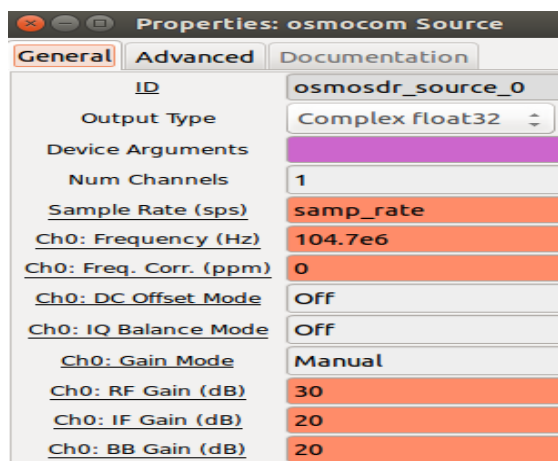 Properties: osmocom Source
General Advanced Documentation
ID osmosdr_source_0
Output Type Complex float32
Device Arguments
Num Channels 1
Sample Rate (sps) samp_rate
Ch0: Frequency (Hz) 104.7e6
Ch0: Freq. Corr. (ppm) 0
Ch0: DC Offset Mode Off
Ch0: IQ Balance Mode Off
Ch0: Gain Mode Manual
Ch0: RF Gain (dB) 30
Ch0: IF Gain (dB) 20
Ch0: BB Gain (dB) 20